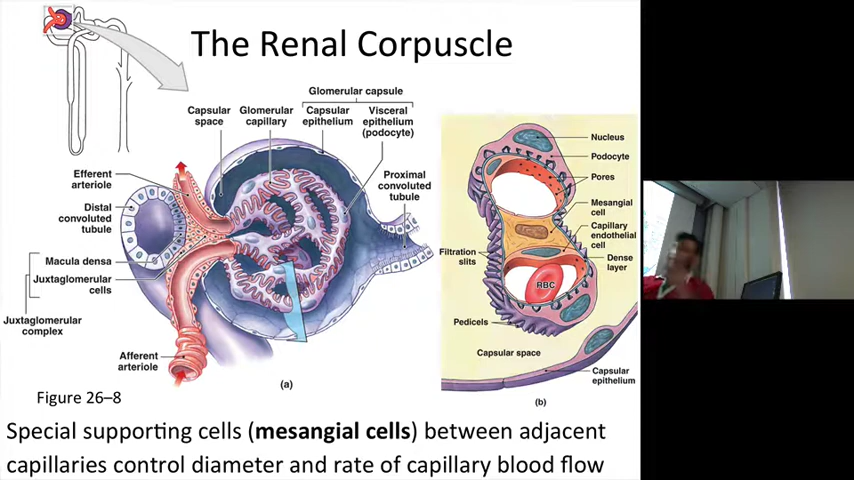 The Renal Corpuscle
Glomerular capsule
Capsular
space
Glomerular
capillary
Capsular
epithelium
Visceral
epithelium
(podocyte)
Efferent
arteriole
Distal
convoluted
tubule
Proximal
convoluted
tubule
Macula densa
Juxtaglomerular
cells
Juxtaglomerular
complex
Afferent
arteriole
(a)
Nucleus
Podocyte
Pores
Mesangial
cell
Capillary
endothelial
cell
Dense
layer
Filtration
slits
RBC
Pedicels
Capsular space
Capsular
epithelium
(b)
Figure 26–8
Special supporting cells (mesangial cells) between adjacent
capillaries control diameter and rate of capillary blood flow